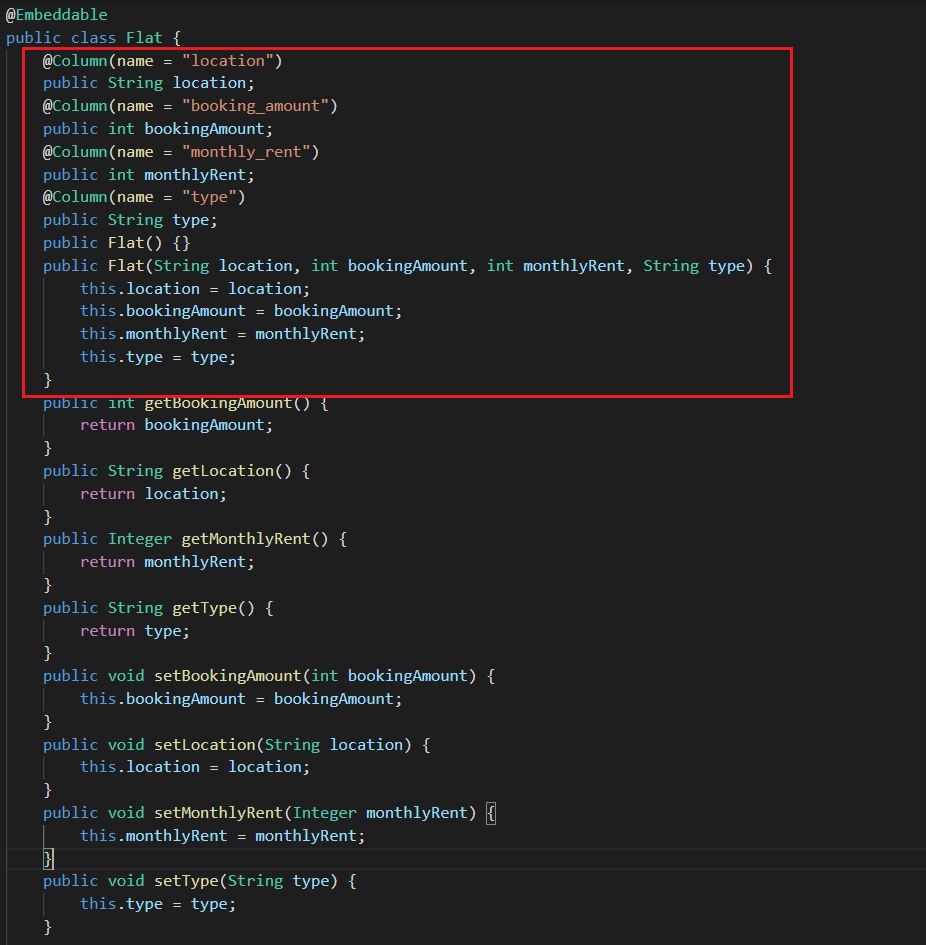 @Embeddable
public class Flat {
@Column(name = "location")
public String location;
@Column(name = "booking_amount")
public int bookingAmount;
@Column(name = "monthly_rent")
public int monthlyRent;
@Column(name = "type")
public String type;
public Flat() {}
public Flat(String location, int bookingAmount, int monthlyRent, String type) {
this.location = location;
this.bookingAmount = bookingAmount;
this.monthlyRent = monthlyRent;
this.type = type;
}
public int getBookingAmount() {
return bookingAmount;
}
public String getLocation() {
return location;
}
public Integer getMonthlyRent() {
return monthlyRent;
}
public String getType() {
return type;
}
public void setBookingAmount(int bookingAmount) {
this.bookingAmount = bookingAmount;
}
public void setLocation(String location) {
this.location = location;
}
public void setMonthlyRent(Integer monthlyRent) {
this.monthlyRent = monthlyRent;
}
public void setType(String type) {
this.type = type;
}